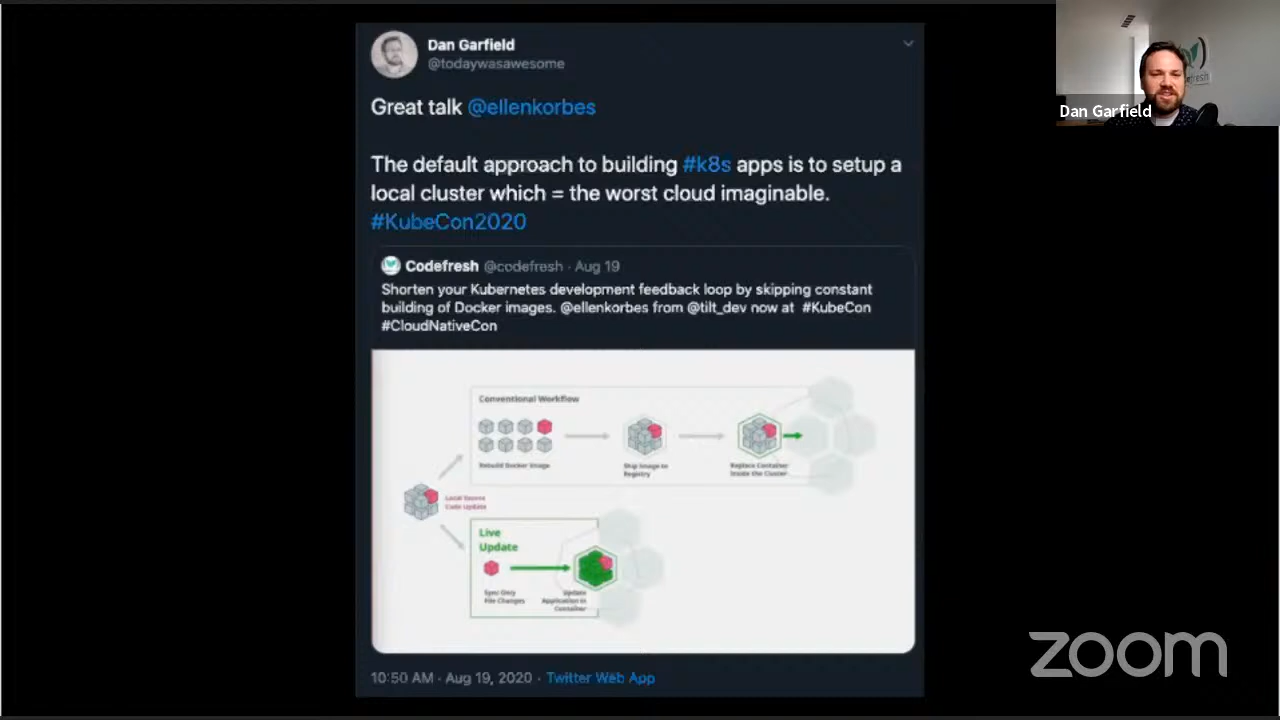 Dan Garfield
@todaywasawesome
Great talk @ellenkorbes
The default approach to building #k8s apps is to setup a
local cluster which = the worst cloud imaginable.
#KubeCon2020
Codefresh @codefresh · Aug 19
Shorten your Kubernetes development feedback loop by skipping constant
building of Docker images. @ellenkorbes from @tilt_dev now at #KubeCon
#CloudNativeCon
Conventional Workflow
Rebuild Docker Image
Ship Image to
Registry
Replace Container
Inside the Cluster
Local Source
Code Update
Live
Update
Sync Only
File Changes
Update
Application in
Container
10:50 AM · Aug 19, 2020 · Twitter Web App
Dan Garfield
zoom